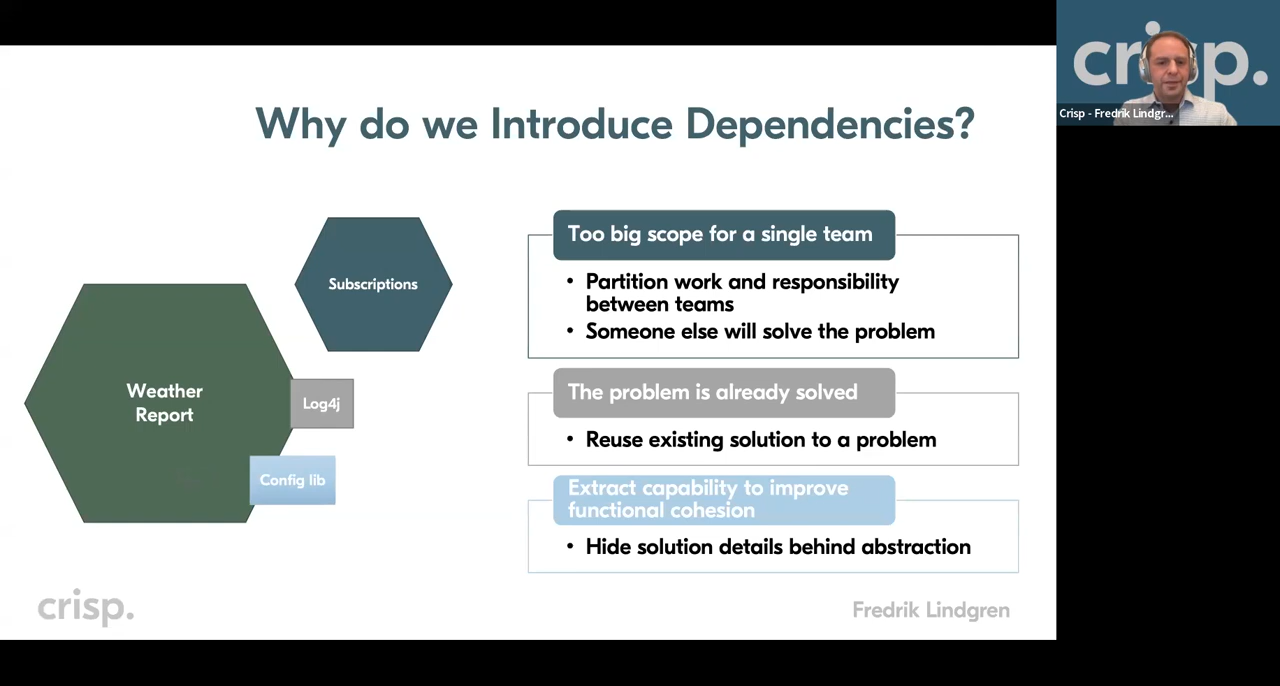 crisp.
Crisp - Fredrik Lindgr...
Why do we Introduce Dependencies?
Subscriptions
Weather
Report
Log4j
Config lib
Too big scope for a single team
• Partition work and responsibility
between teams
• Someone else will solve the problem
The problem is already solved
• Reuse existing solution to a problem
Extract capability to improve
functional cohesion
• Hide solution details behind abstraction
crisp.
Fredrik Lindgren